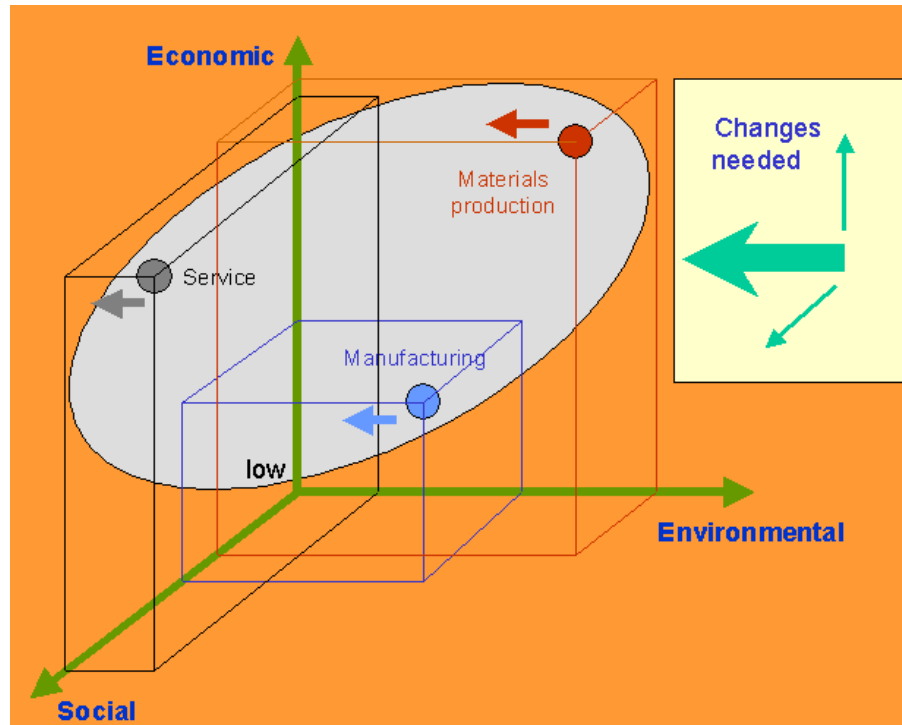 Economic
Changes
needed
Materials
production
Service
Manufacturing
low
Environmental
Social